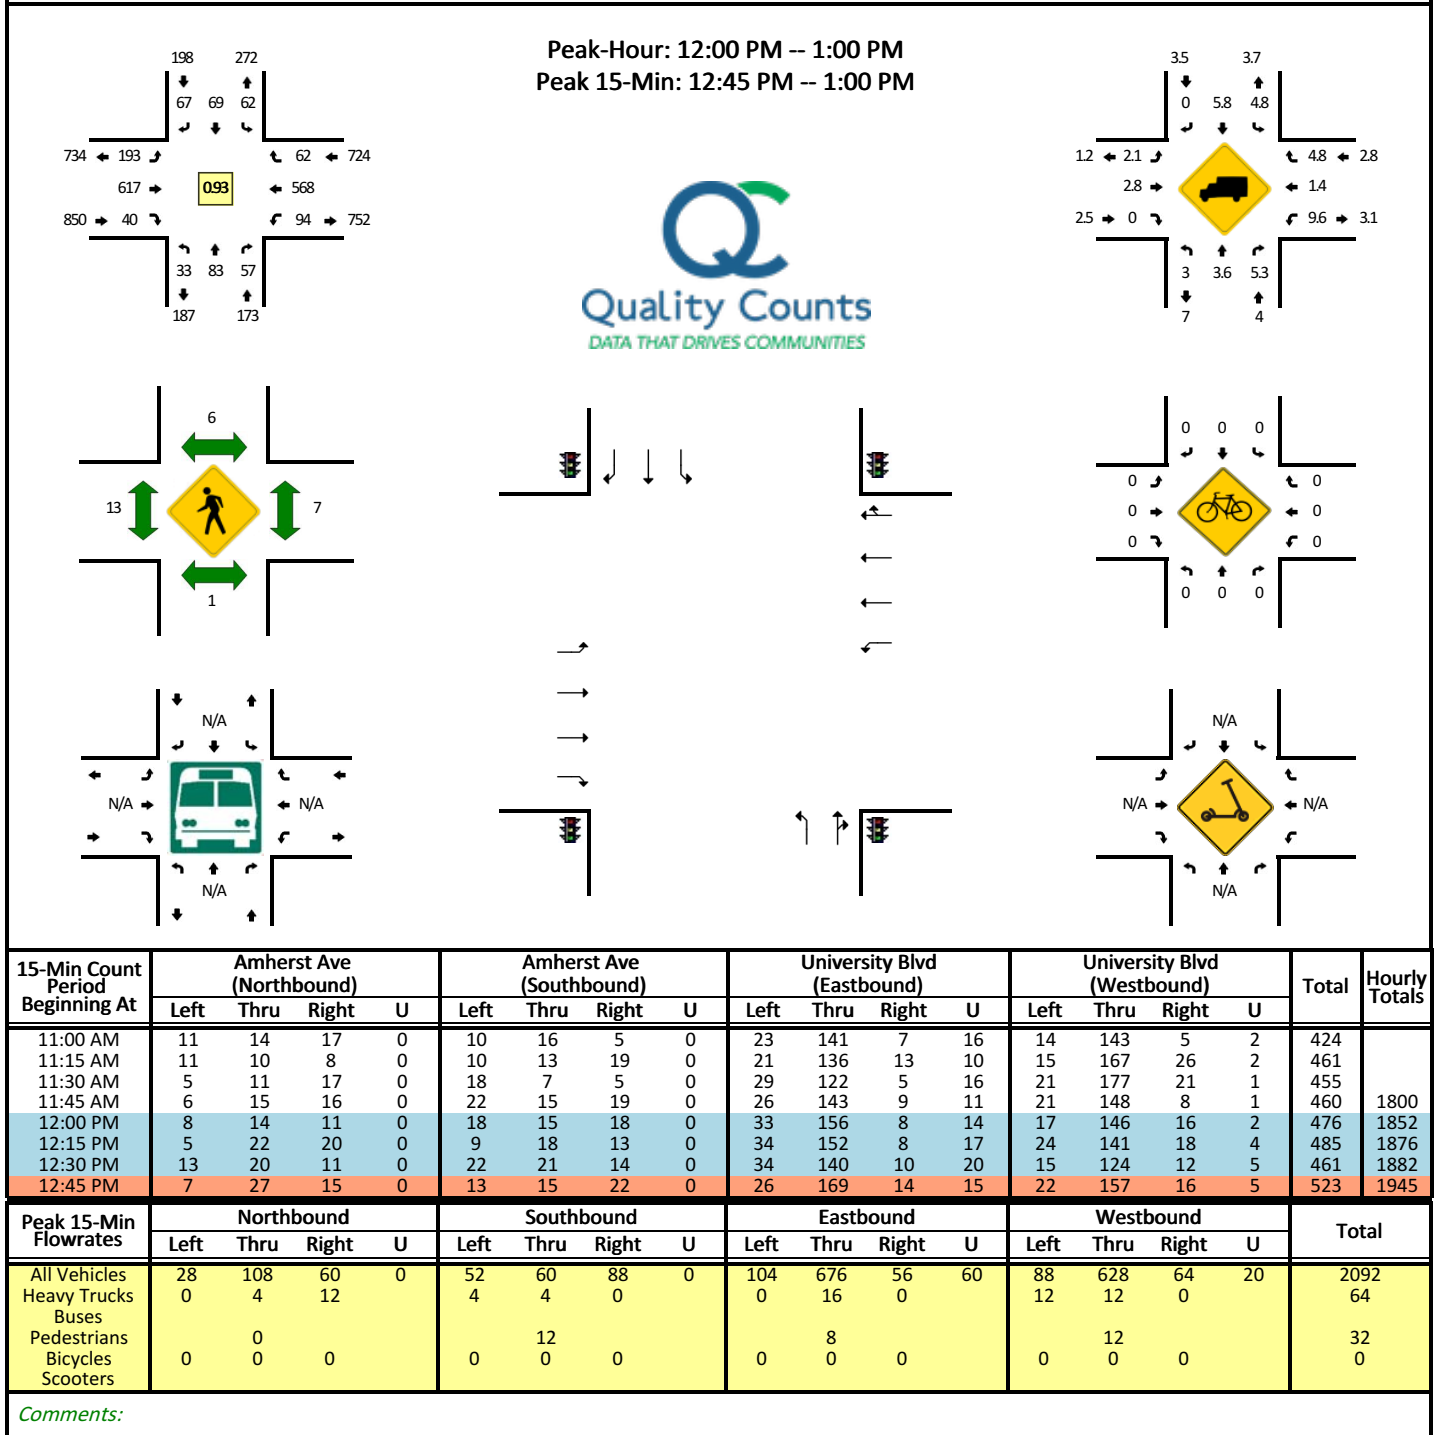 Peak-Hour: 12:00 PM -- 1:00 PM
Peak 15-Min: 12:45 PM -- 1:00 PM
198 272
67 69 62
734 193 62 724
617 0.93 568
850 40 94 752
33 83 57
187 173
Quality Counts
DATA THAT DRIVES COMMUNITIES
3.5 3.7
0 5.8 4.8
1.2 2.1 4.8 2.8
2.8 1.4
2.5 0 9.6 3.1
3 3.6 5.3
7 4
6
13 7
1
0 0 0
0 0
0 0
0 0
0 0 0
N/A
N/A N/A
N/A
N/A
N/A N/A
N/A
15-Min Count Period Beginning At Amherst Ave (Northbound) Amherst Ave (Southbound) University Blvd (Eastbound) University Blvd (Westbound) Total Hourly Totals
Left Thru Right U Left Thru Right U Left Thru Right U Left Thru Right U
11:00 AM 11 14 17 0 10 16 5 0 23 141 7 16 14 143 5 2 424
11:15 AM 11 10 8 0 10 13 19 0 21 136 13 10 15 167 26 2 461
11:30 AM 5 11 17 0 18 7 5 0 29 122 5 16 21 177 21 1 455
11:45 AM 6 15 16 0 22 15 19 0 26 143 9 11 21 148 8 1 460 1800
12:00 PM 8 14 11 0 18 15 18 0 33 156 8 14 17 146 16 2 476 1852
12:15 PM 5 22 20 0 9 18 13 0 34 152 8 17 24 141 18 4 485 1876
12:30 PM 13 20 11 0 22 21 14 0 34 140 10 20 15 124 12 5 461 1882
12:45 PM 7 27 15 0 13 15 22 0 26 169 14 15 22 157 16 5 523 1945
Peak 15-Min Flowrates Northbound Southbound Eastbound Westbound Total
Left Thru Right U Left Thru Right U Left Thru Right U Left Thru Right U
All Vehicles 28 108 60 0 52 60 88 0 104 676 56 60 88 628 64 20 2092
Heavy Trucks 0 4 12 4 4 0 0 16 0 12 12 0 64
Buses
Pedestrians 0 12 8 12 32
Bicycles 0 0 0 0 0 0 0 0 0 0 0 0 0
Scooters
Comments: